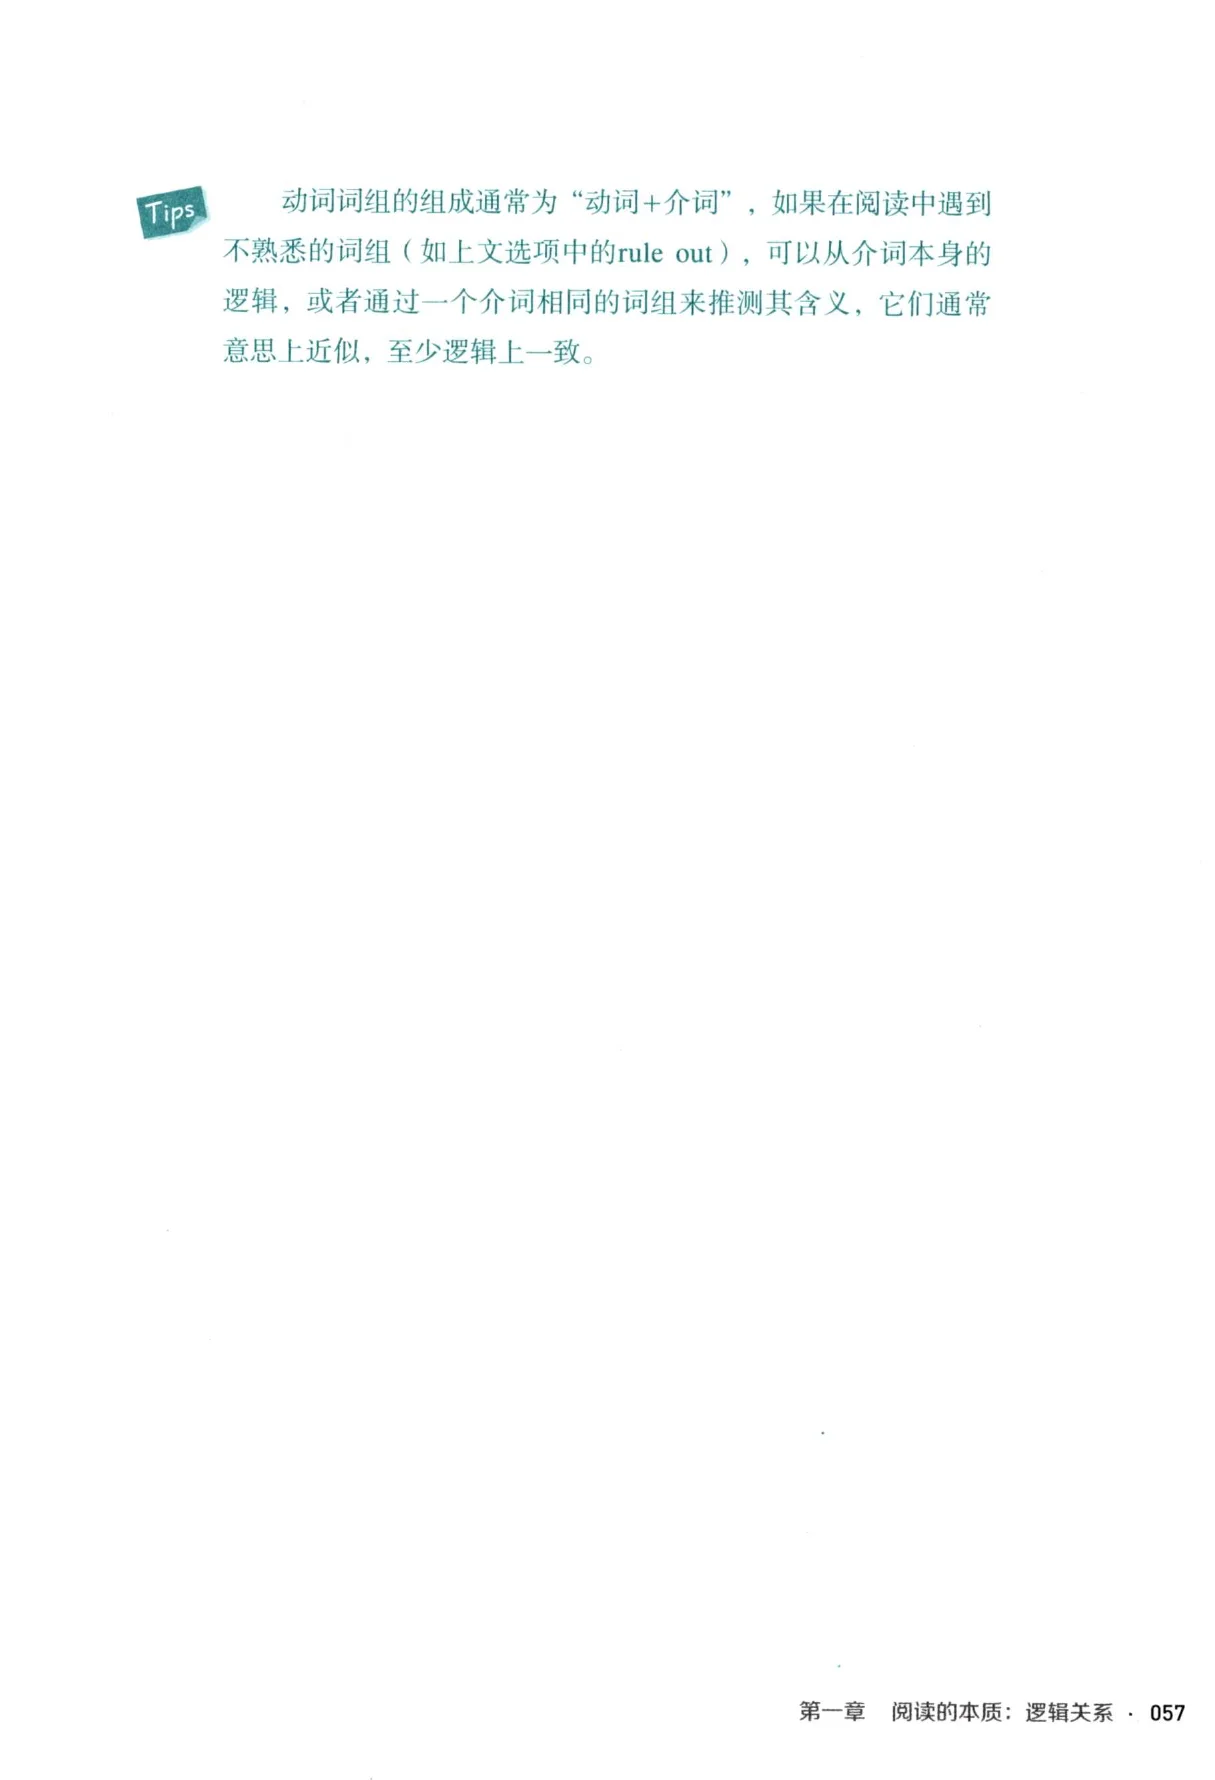 Tips
动词词组的组成通常为“动词+介词”，如果在阅读中遇到
不熟悉的词组（如上文选项中的rule out），可以从介词本身的
逻辑，或者通过一个介词相同的词组来推测其含义，它们通常
意思上近似，至少逻辑上一致。
第一章 阅读的本质：逻辑关系 · 057